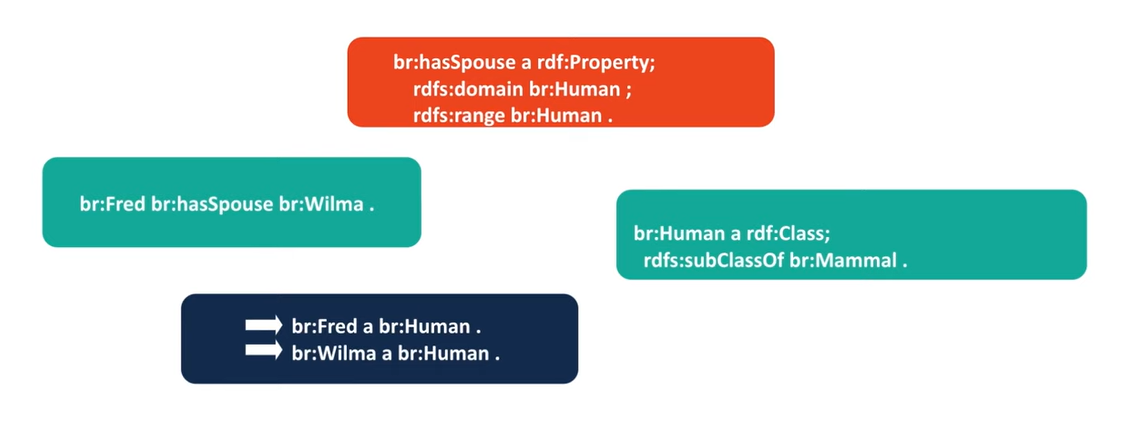 br:hasSpouse a rdf:Property;
rdfs:domain br:Human ;
rdfs:range br:Human .
br:Fred br:hasSpouse br:Wilma .
br:Human a rdf:Class;
rdfs:subClassOf br:Mammal .
br:Fred a br:Human .
br:Wilma a br:Human .